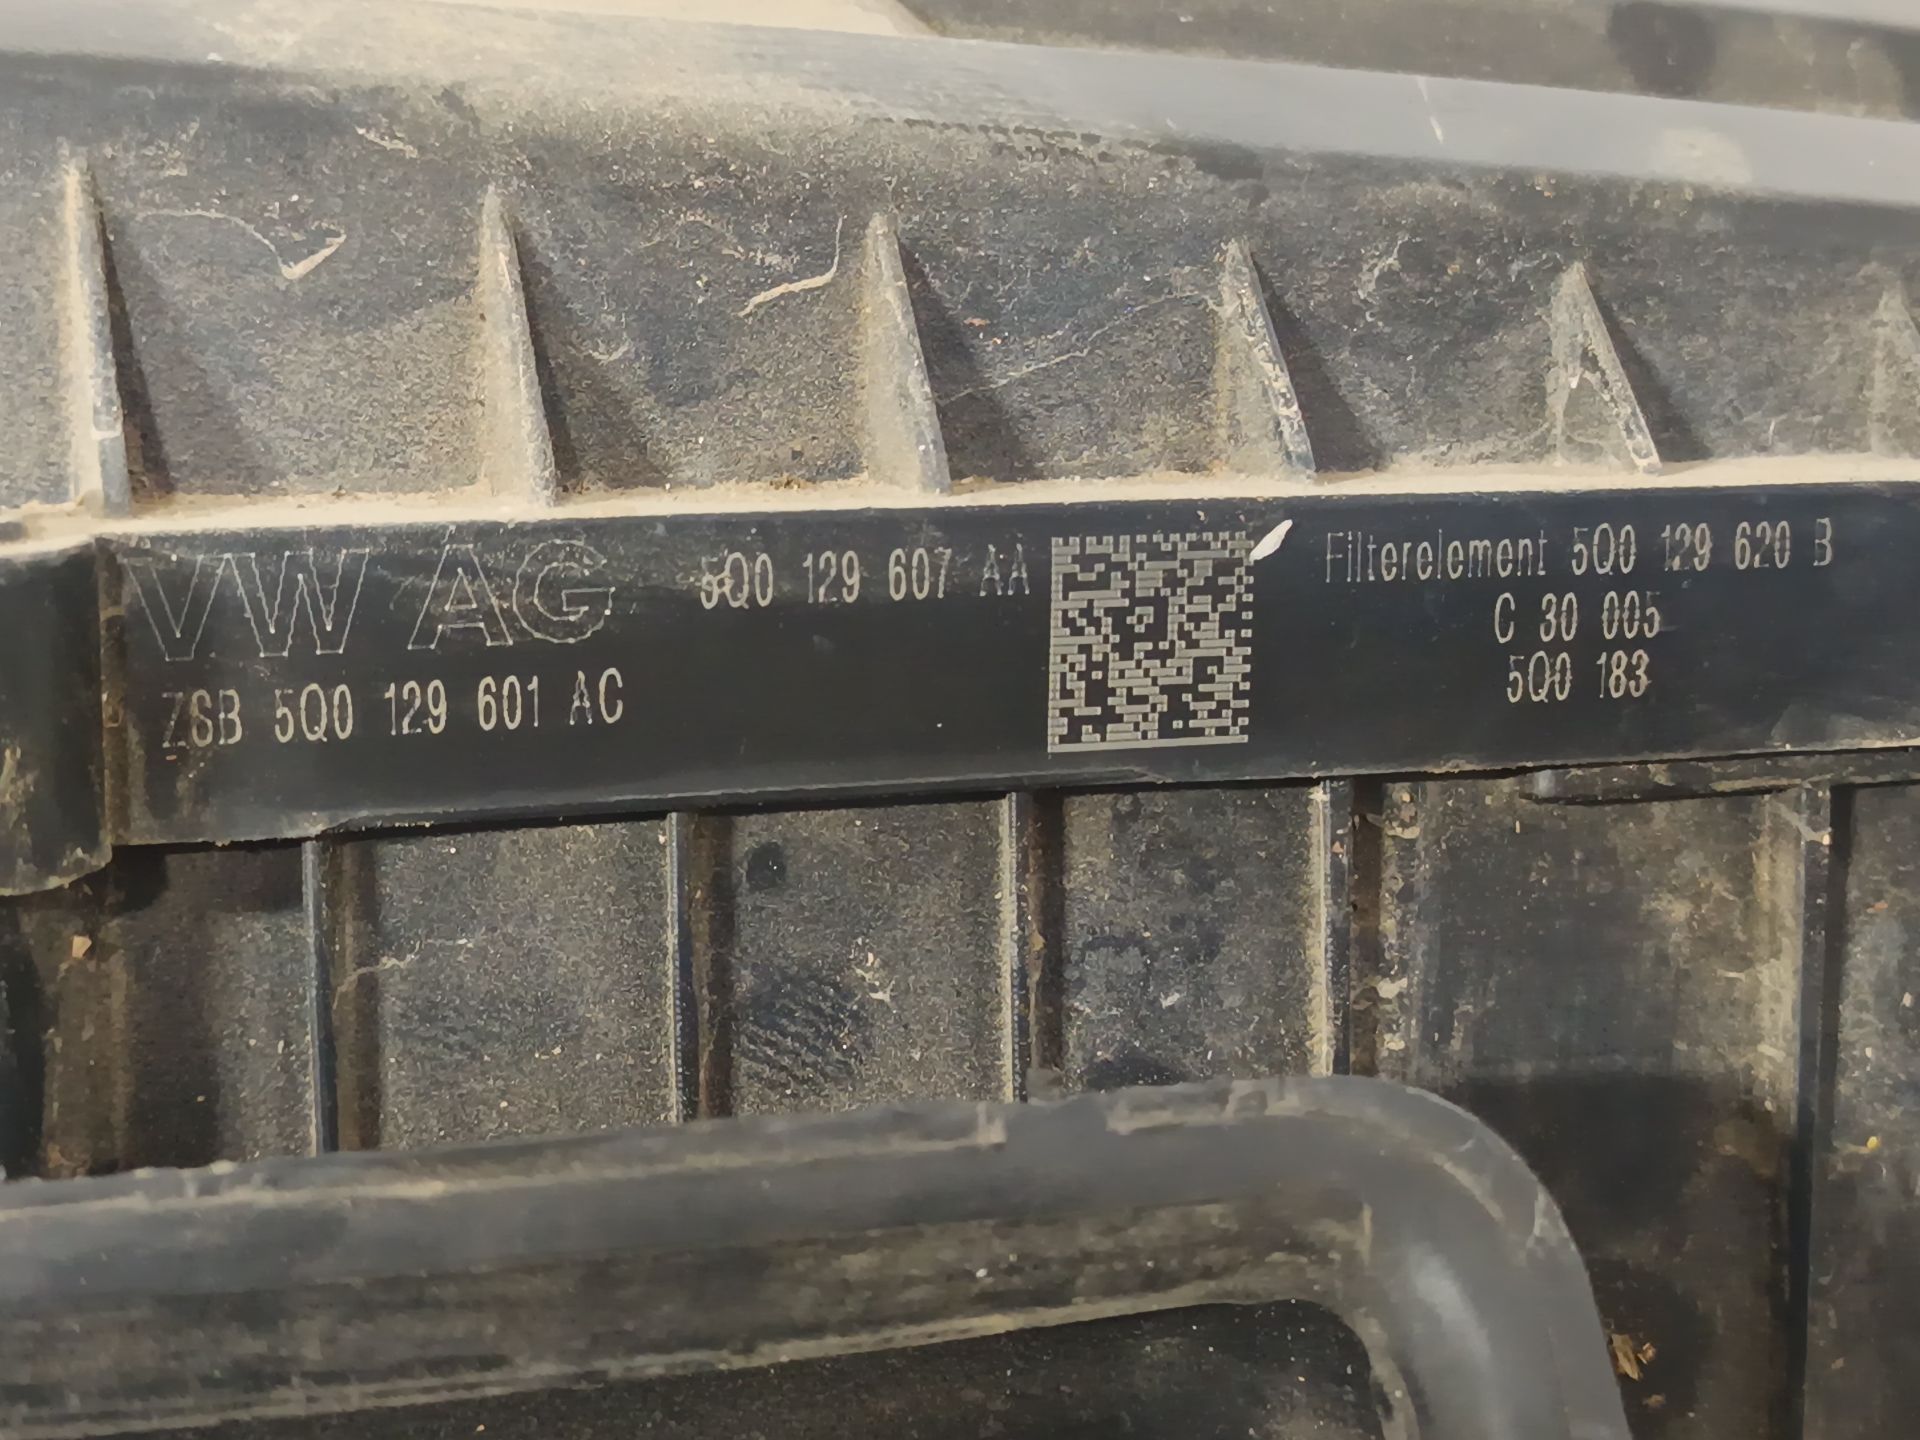 VW AG 5Q0 129 607 AA
ZSB 5Q0 129 601 AC
Filterelement 5Q0 129 620 B
C 30 005
5Q0 183